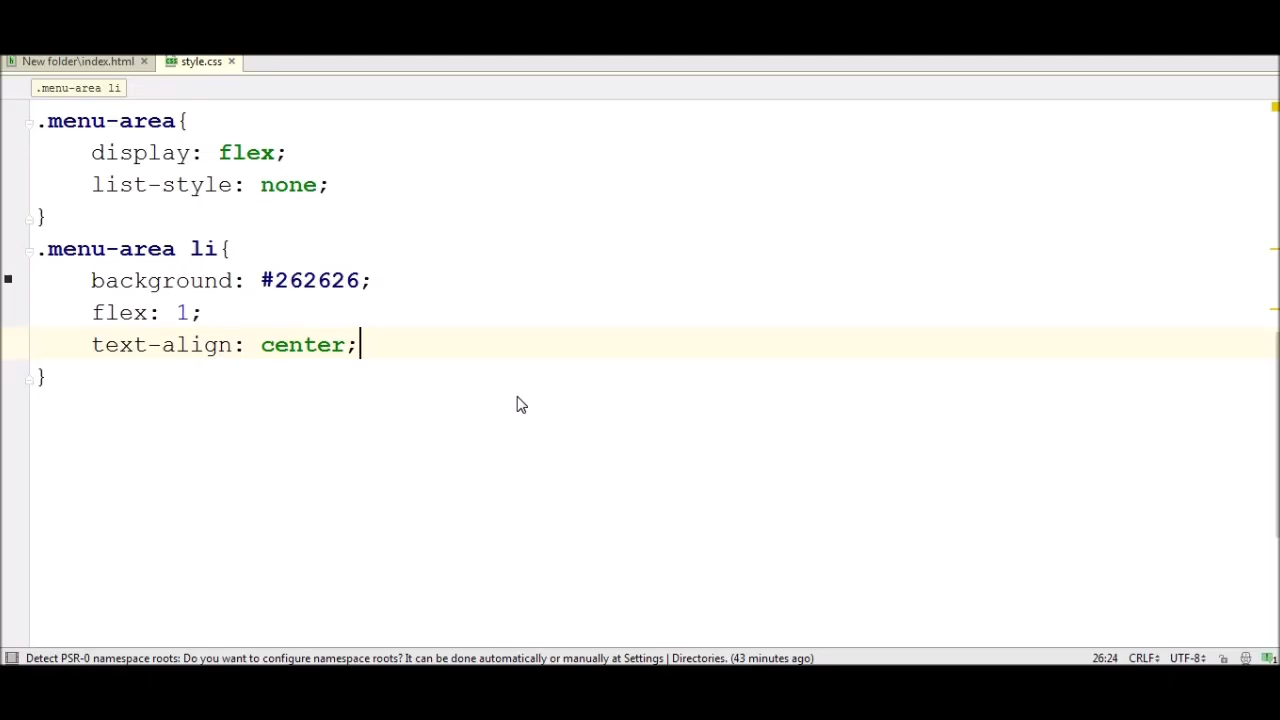 New folder\index.html
style.css
.menu-area li
.menu-area{
display: flex;
list-style: none;
}
.menu-area li{
background: #262626;
flex: 1;
text-align: center;
}
Detect PSR-0 namespace roots: Do you want to configure namespace roots? It can be done automatically or manually at Settings | Directories. (43 minutes ago)
26:24 CRLF UTF-8